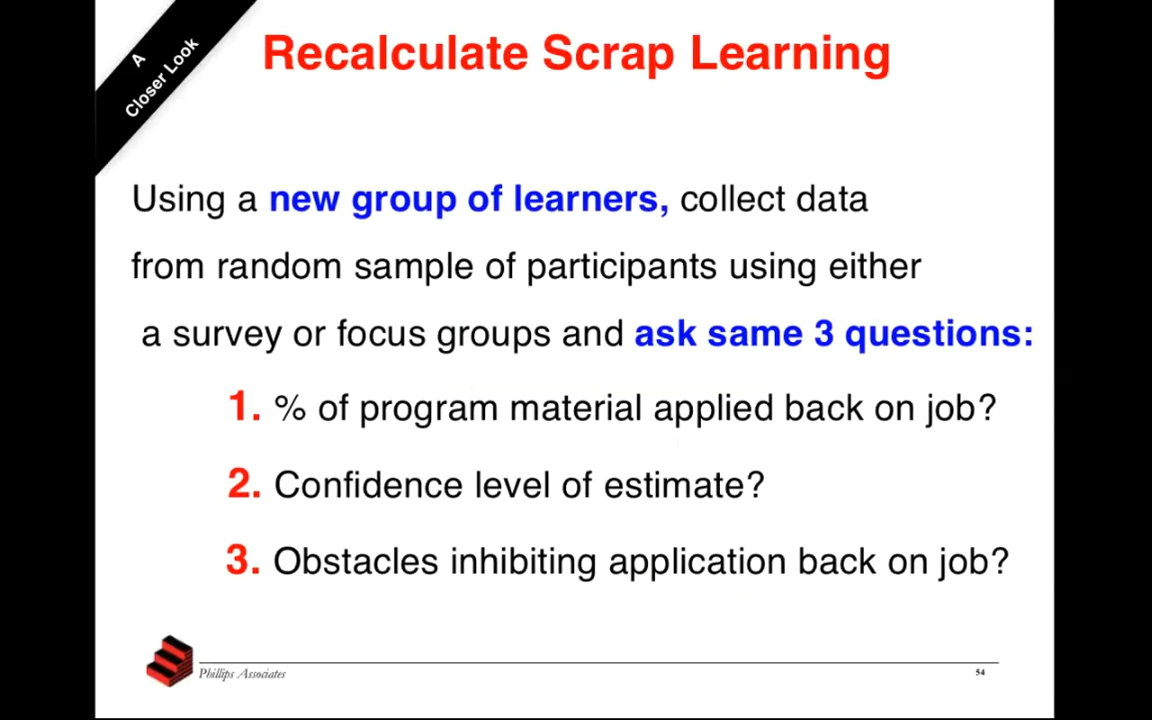 A
Closer Look
Recalculate Scrap Learning
Using a new group of learners, collect data
from random sample of participants using either
a survey or focus groups and ask same 3 questions:
1. % of program material applied back on job?
2. Confidence level of estimate?
3. Obstacles inhibiting application back on job?
Phillips Associates
54